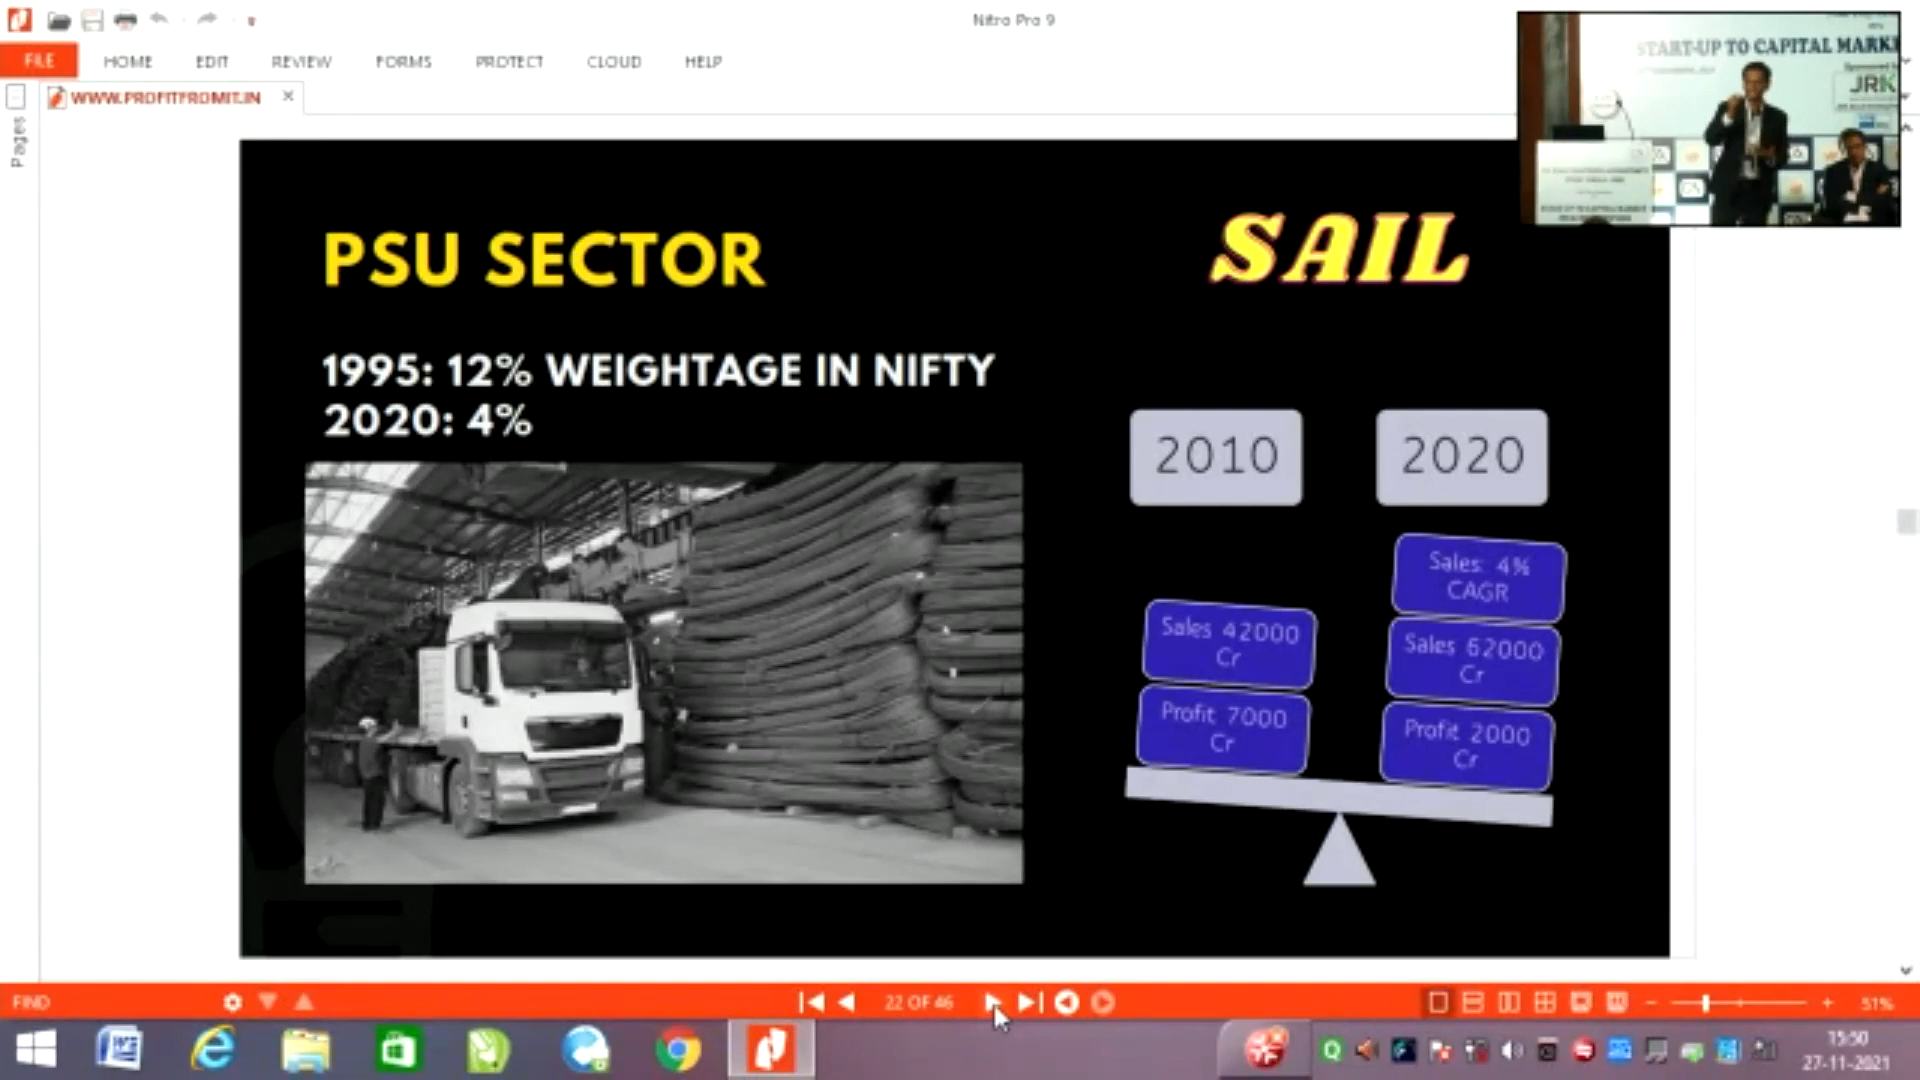 Nitro Pro 9
FILE
HOME
EDIT
REVIEW
FORMS
PROTECT
CLOUD
HELP
WWW.PROFITFROMIT.IN
Pages
START-UP TO CAPITAL MARK
JRK
PSU SECTOR
SAIL
1995: 12% WEIGHTAGE IN NIFTY
2020: 4%
2010
2020
Sales: 4%
CAGR
Sales 42000
Cr
Sales 62000
Cr
Profit 7000
Cr
Profit 2000
Cr
FIND
22 OF 46
51%
15:50
27-11-2021